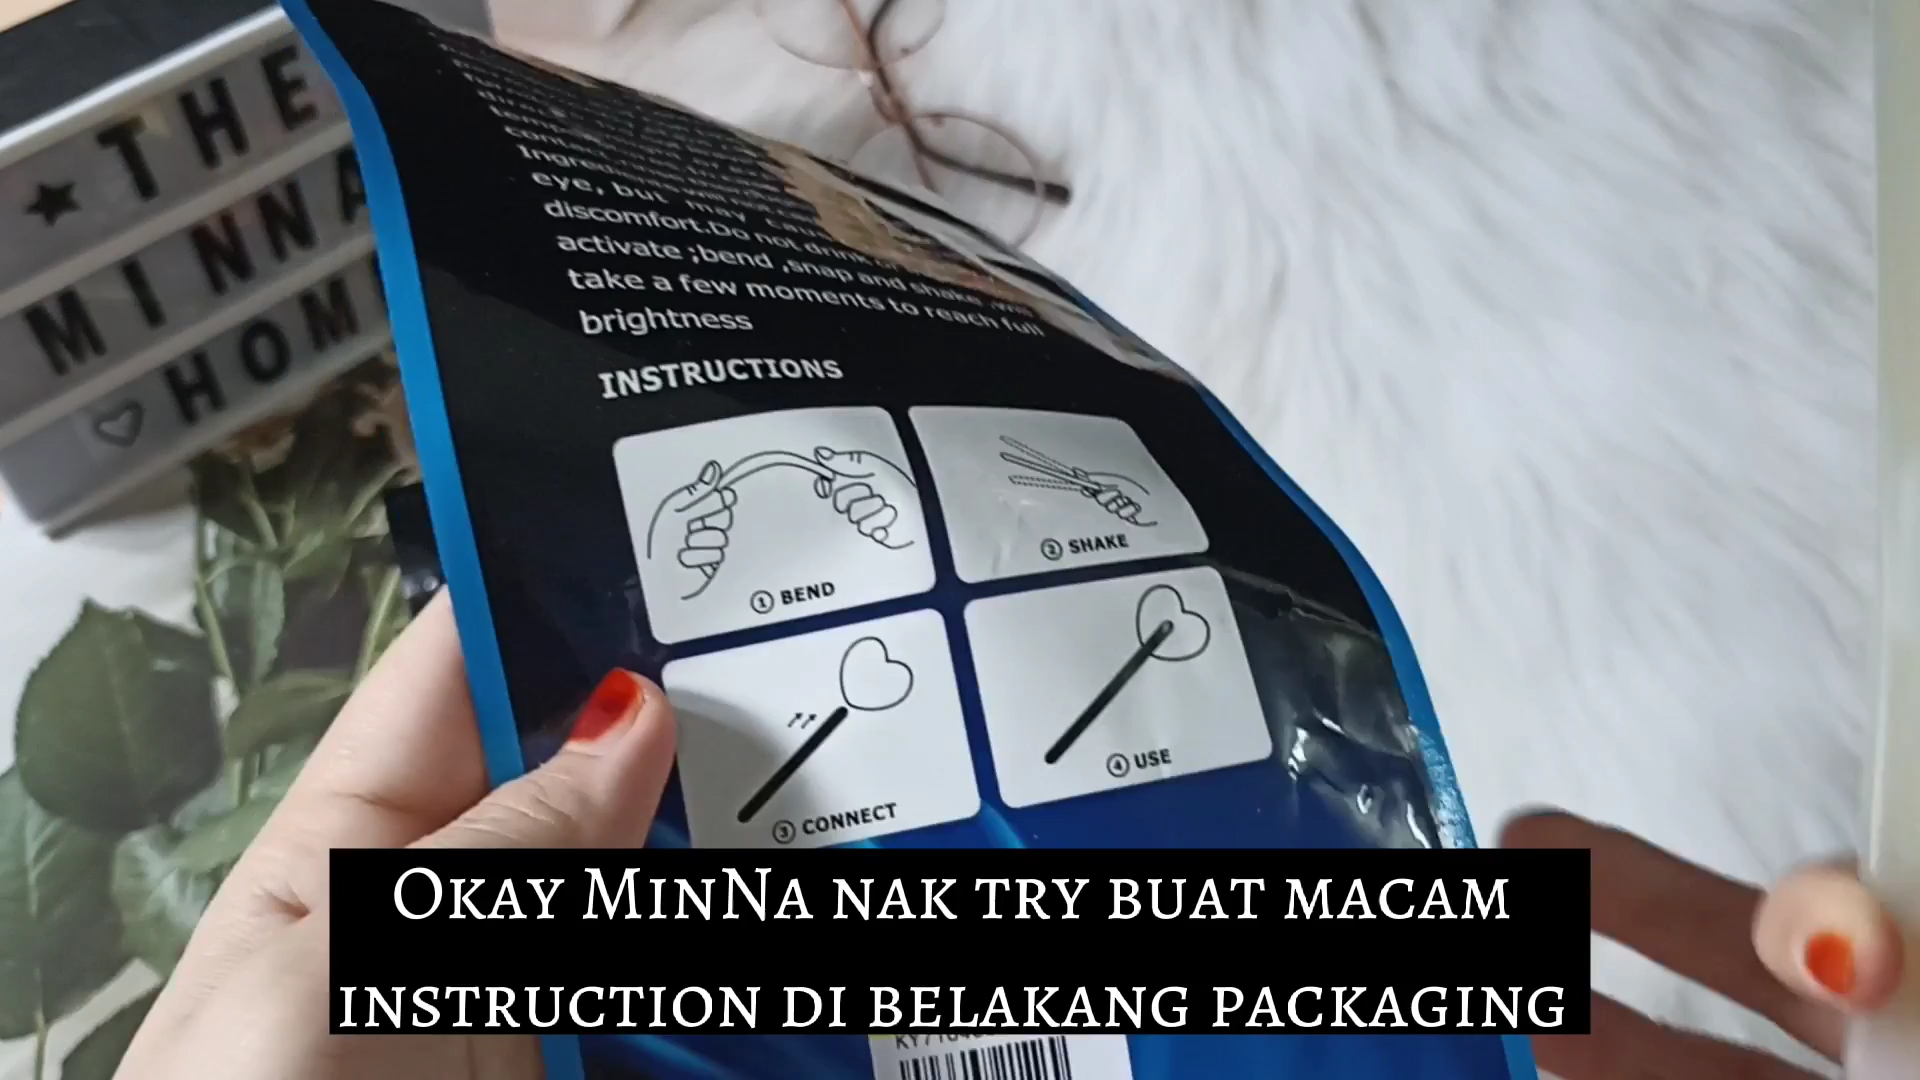 THE
MINNA
HOM
eye, but may
discomfort.Do not drink
activate ;bend ,snap and shake
take a few moments to reach full
brightness
INSTRUCTIONS
① BEND
② SHAKE
③ CONNECT
④ USE
OKAY MINNA NAK TRY BUAT MACAM
INSTRUCTION DI BELAKANG PACKAGING